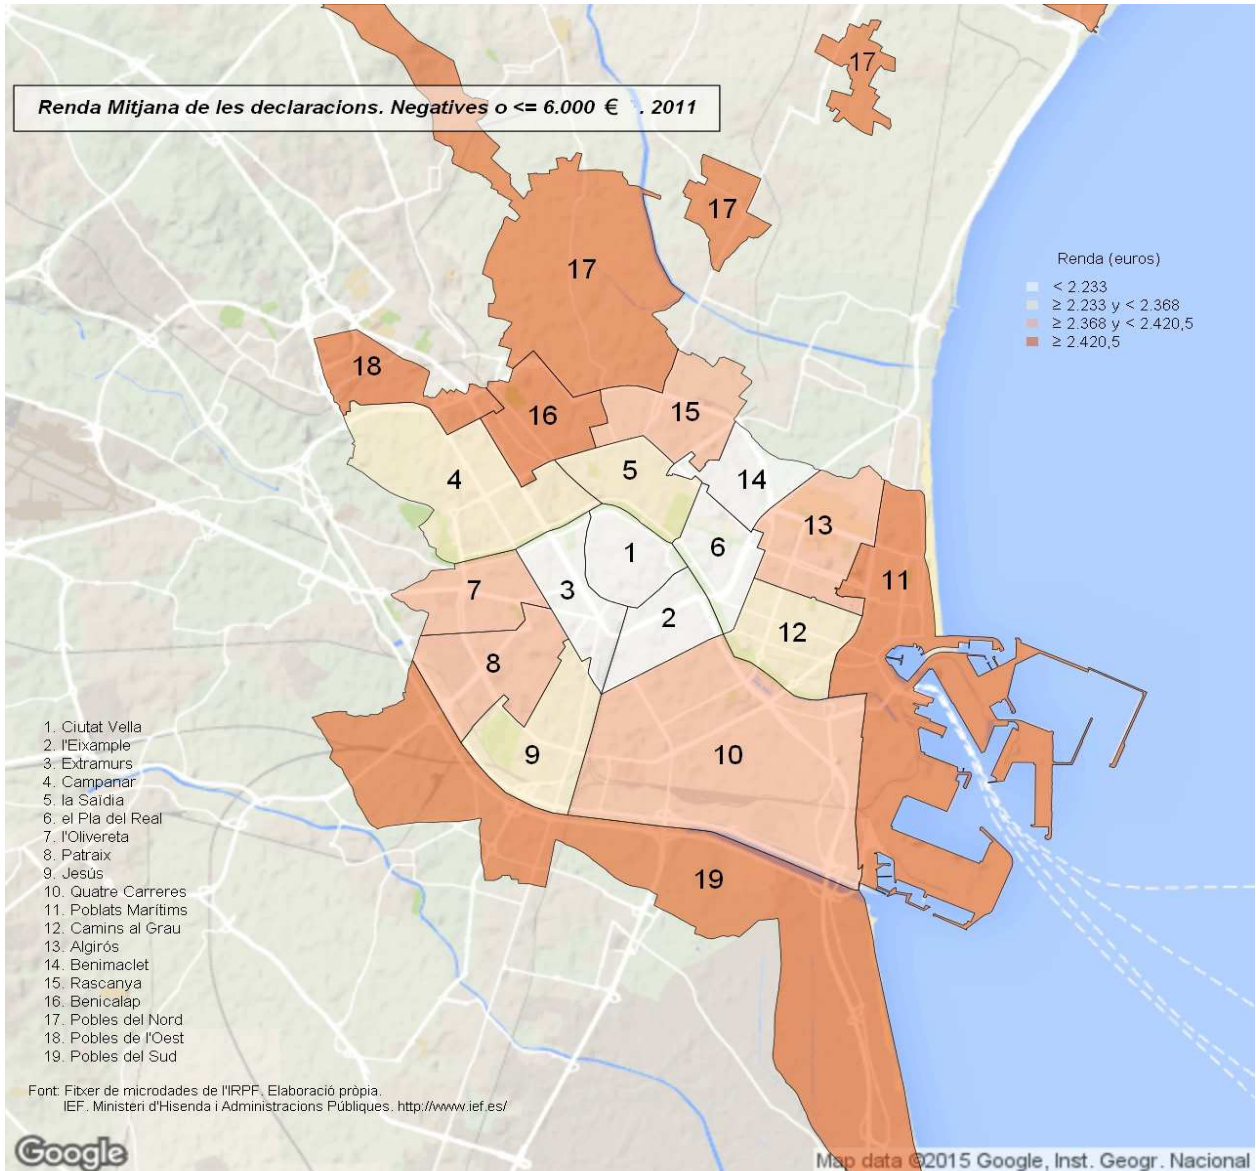 17
Renda Mitjana de les declaracions. Negatives o <= 6.000 € . 2011
17
17
Renda (euros)
< 2.233
≥ 2.233 y < 2.368
≥ 2.368 y < 2.420,5
≥ 2.420,5
18
16
15
4
5
14
13
1
6
11
7
3
2
12
8
9
10
19
1. Ciutat Vella
2. l'Eixample
3. Extramurs
4. Campanar
5. la Saïdia
6. el Pla del Real
7. l'Olivereta
8. Patraix
9. Jesús
10. Quatre Carreres
11. Poblats Marítims
12. Camins al Grau
13. Algirós
14. Benimaclet
15. Rascanya
16. Benicalap
17. Pobles del Nord
18. Pobles de l'Oest
19. Pobles del Sud
Font: Fitxer de microdades de l'IRPF. Elaboració pròpia.
IEF. Ministeri d'Hisenda i Administracions Públiques. http://www.ief.es/
Google
Map data ©2015 Google, Inst. Geogr. Nacional